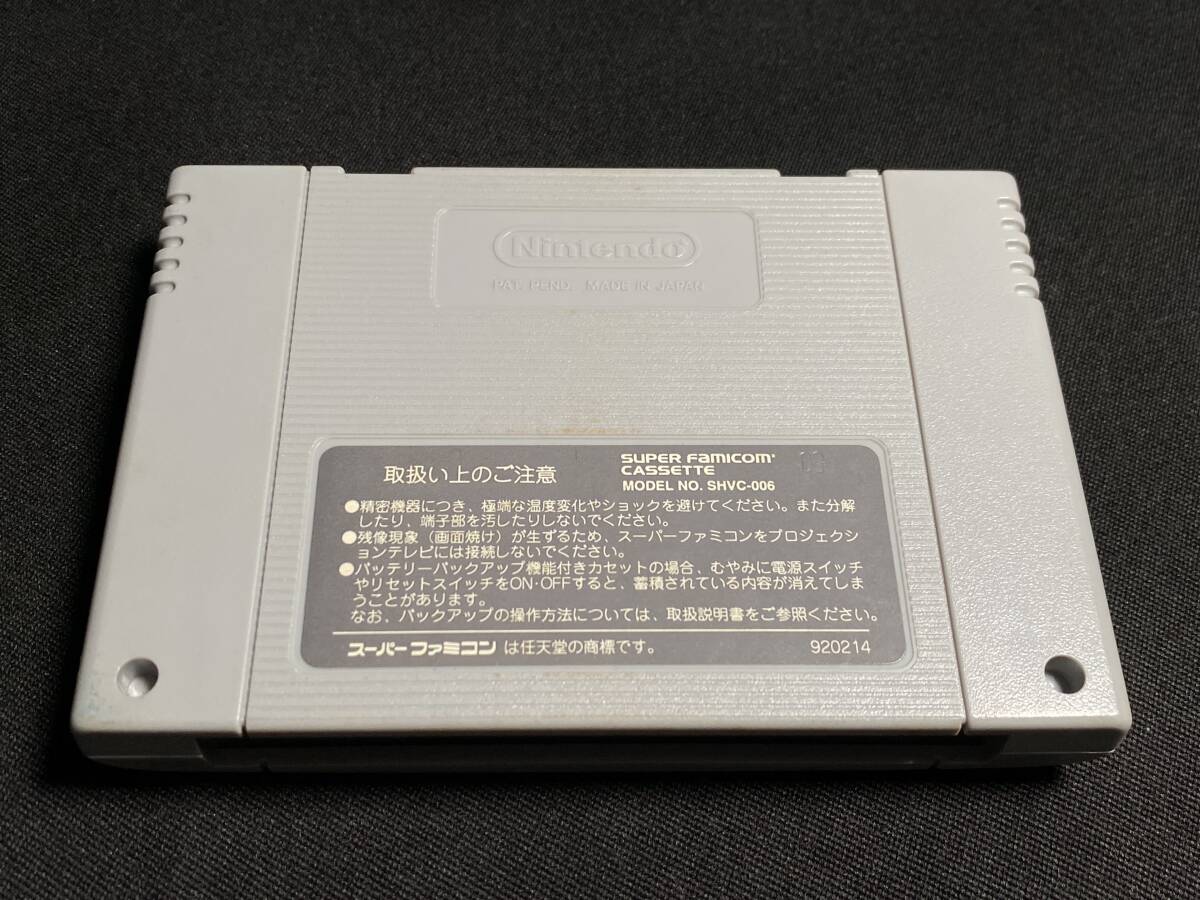 Nintendo®
PAT. PEND. MADE IN JAPAN
取扱い上のご注意
SUPER FAMICOM®
CASSETTE
MODEL NO. SHVC-006
●精密機器につき、極端な温度変化やショックを避けてください。また分解
したり、端子部を汚したりしないでください。
●残像現象（画面焼け）が生ずるため、スーパーファミコンをプロジェクシ
ョンテレビには接続しないでください。
●バッテリーバックアップ機能付きカセットの場合、むやみに電源スイッチ
やリセットスイッチをON·OFFすると、蓄積されている内容が消えてしま
うことがあります。
なお、バックアップの操作方法については、取扱説明書をご参照ください。
スーパーファミコン は任天堂の商標です。
920214